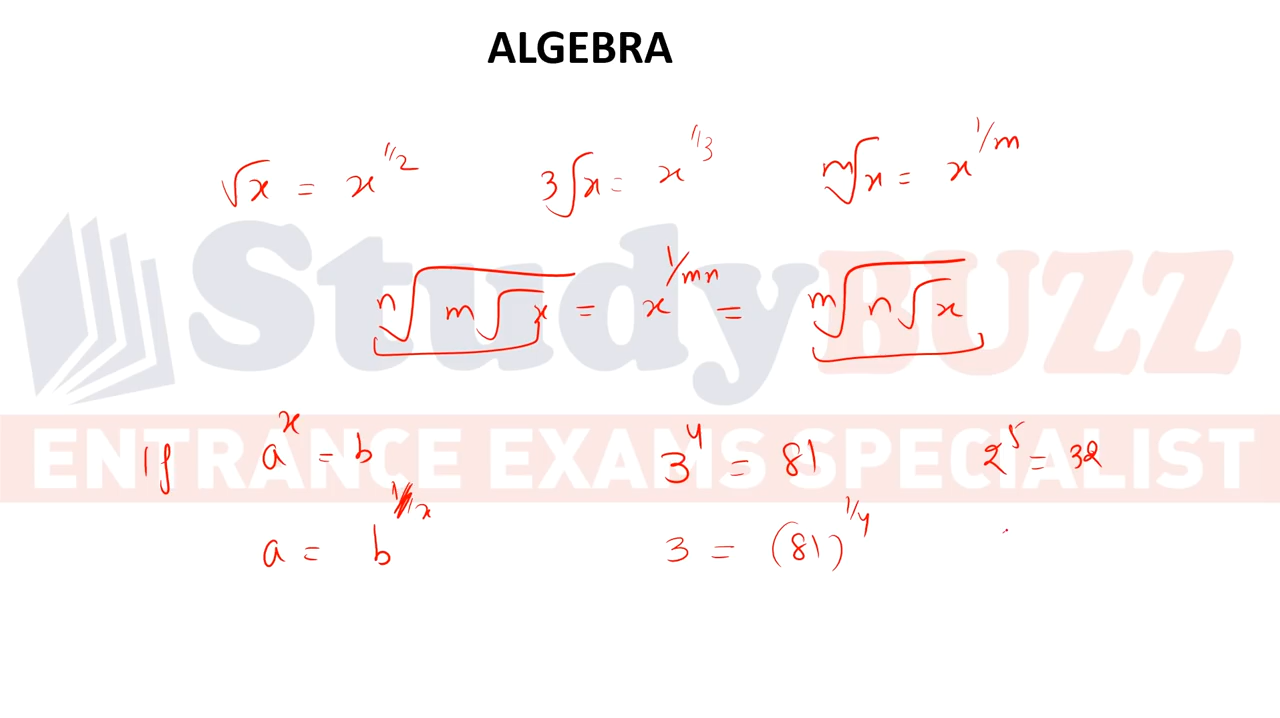 ALGEBRA
√x = x^1/2 3√x = x^1/3 m√x = x^1/m
n√m√x = x^1/mn = m√n√x
StudyBUZZ
If a^x = b 3^4 = 81 2^5 = 32
ENTRANCE EXAMS SPECIALIST
a = b^1/x 3 = (81)^1/4